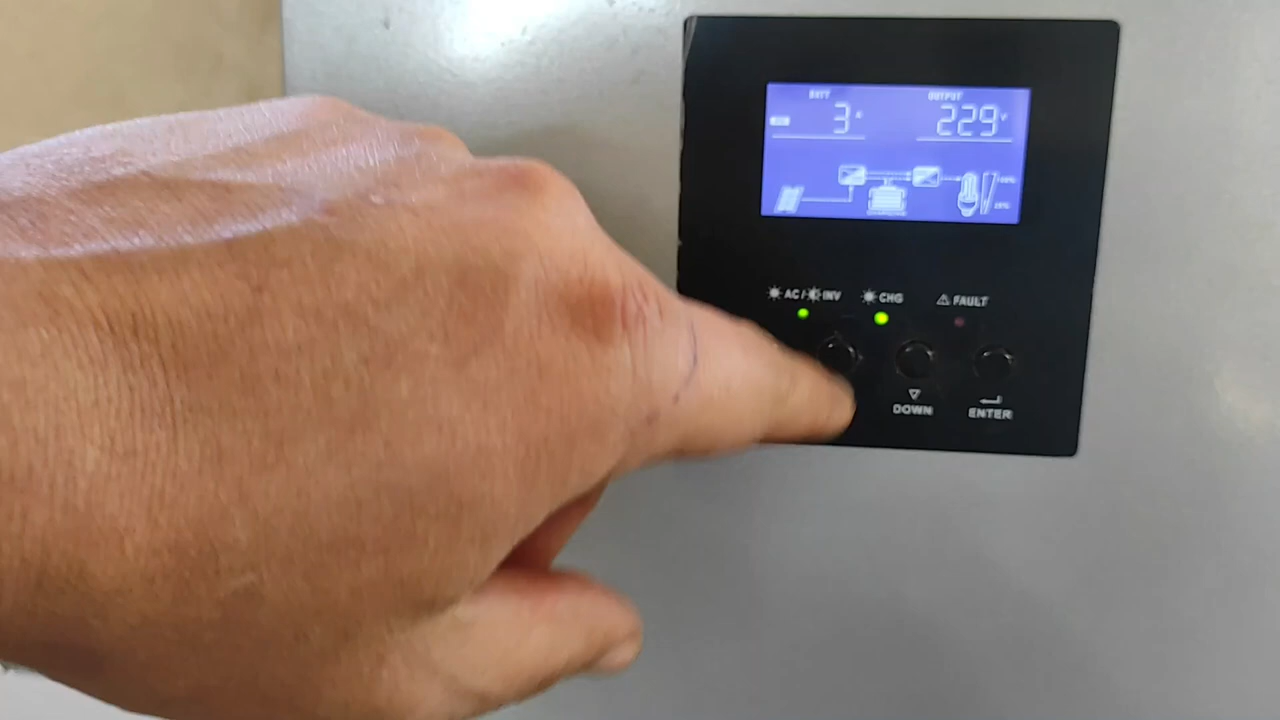 BATT OUTPUT
3 229 V
AC / INV CHG FAULT
DOWN ENTER